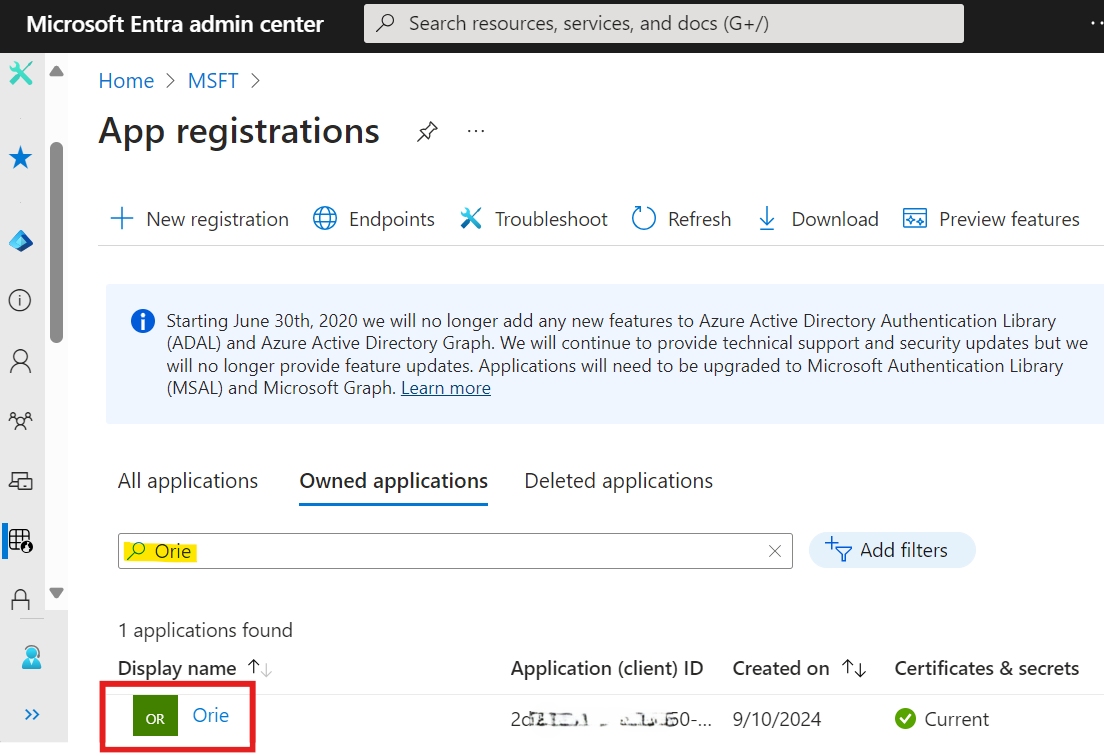 Microsoft Entra admin center
Search resources, services, and docs (G+/)
Home > MSFT >
App registrations
New registration Endpoints Troubleshoot Refresh Download Preview features
Starting June 30th, 2020 we will no longer add any new features to Azure Active Directory Authentication Library
(ADAL) and Azure Active Directory Graph. We will continue to provide technical support and security updates but we
will no longer provide feature updates. Applications will need to be upgraded to Microsoft Authentication Library
(MSAL) and Microsoft Graph. Learn more
All applications Owned applications Deleted applications
Orie
Add filters
1 applications found
Display name Application (client) ID Created on Certificates & secrets
OR Orie 9/10/2024 Current